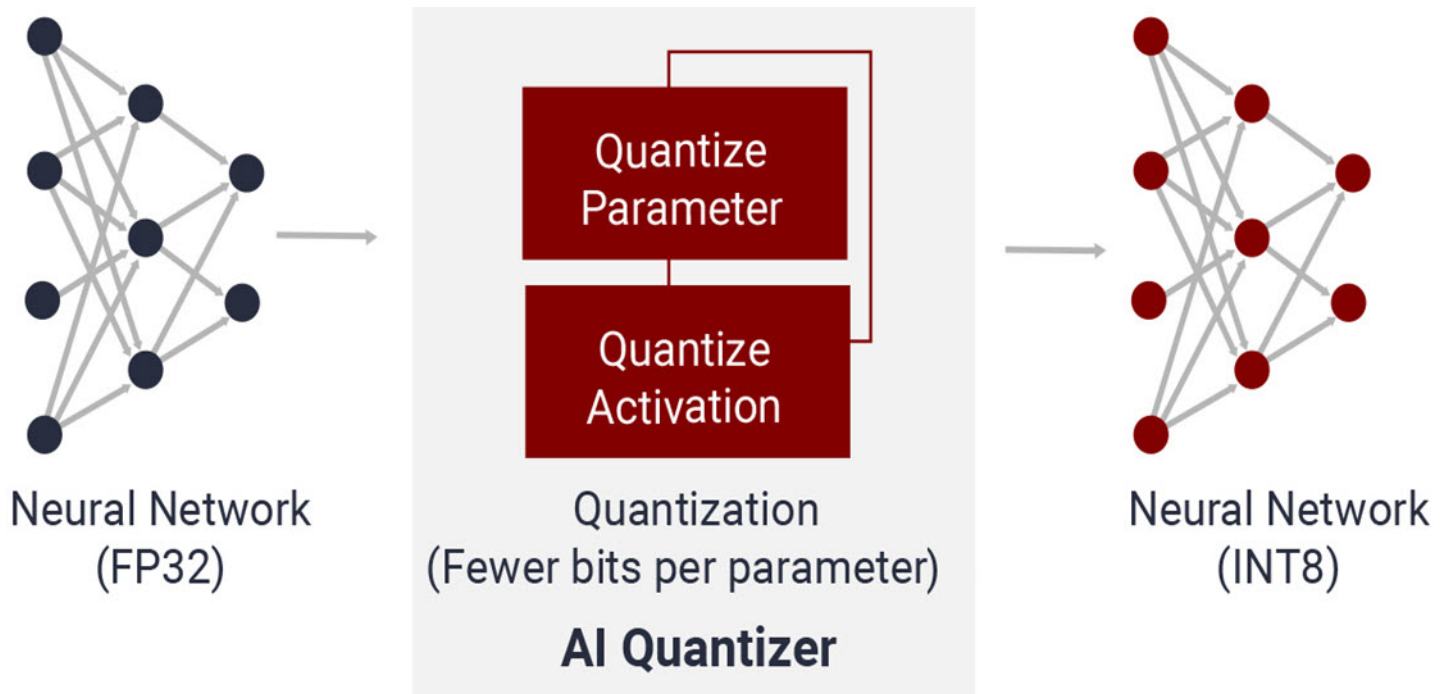 Neural Network
(FP32)
Quantize
Parameter
Quantize
Activation
Quantization
(Fewer bits per parameter)
AI Quantizer
Neural Network
(INT8)